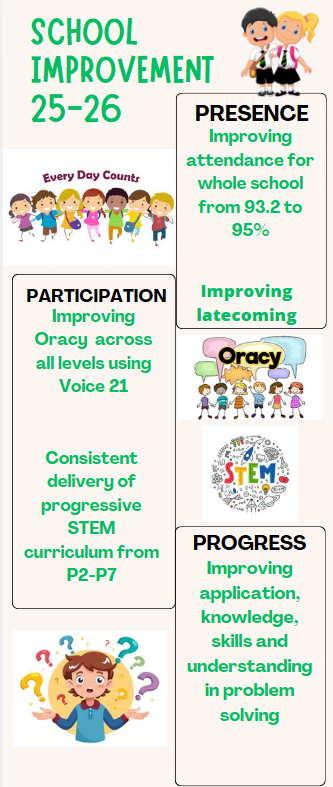 SCHOOL
IMPROVEMENT
25-26
PRESENCE
Improving
attendance for
whole school
from 93.2 to
95%
Improving
latecoming
Every Day Counts
PARTICIPATION
Improving
Oracy across
all levels using
Voice 21
Consistent
delivery of
progressive
STEM
curriculum from
P2-P7
Oracy
STEM
PROGRESS
Improving
application,
knowledge,
skills and
understanding
in problem
solving